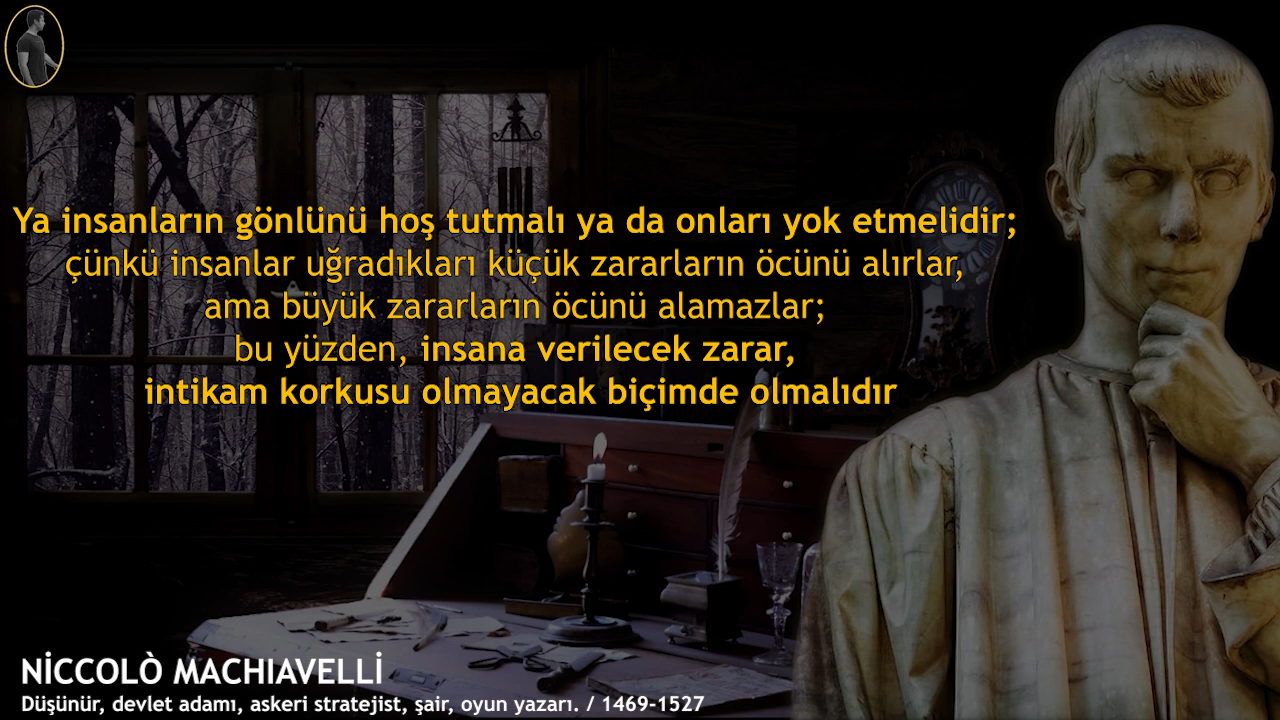 Ya insanların gönlünü hoş tutmalı ya da onları yok etmelidir;
çünkü insanlar uğradıkları küçük zararların öcünü alırlar,
ama büyük zararların öcünü alamazlar;
bu yüzden, insana verilecek zarar,
intikam korkusu olmayacak biçimde olmalıdır
NİCCOLÒ MACHIAVELLİ
Düşünür, devlet adamı, askeri stratejist, şair, oyun yazarı. / 1469-1527